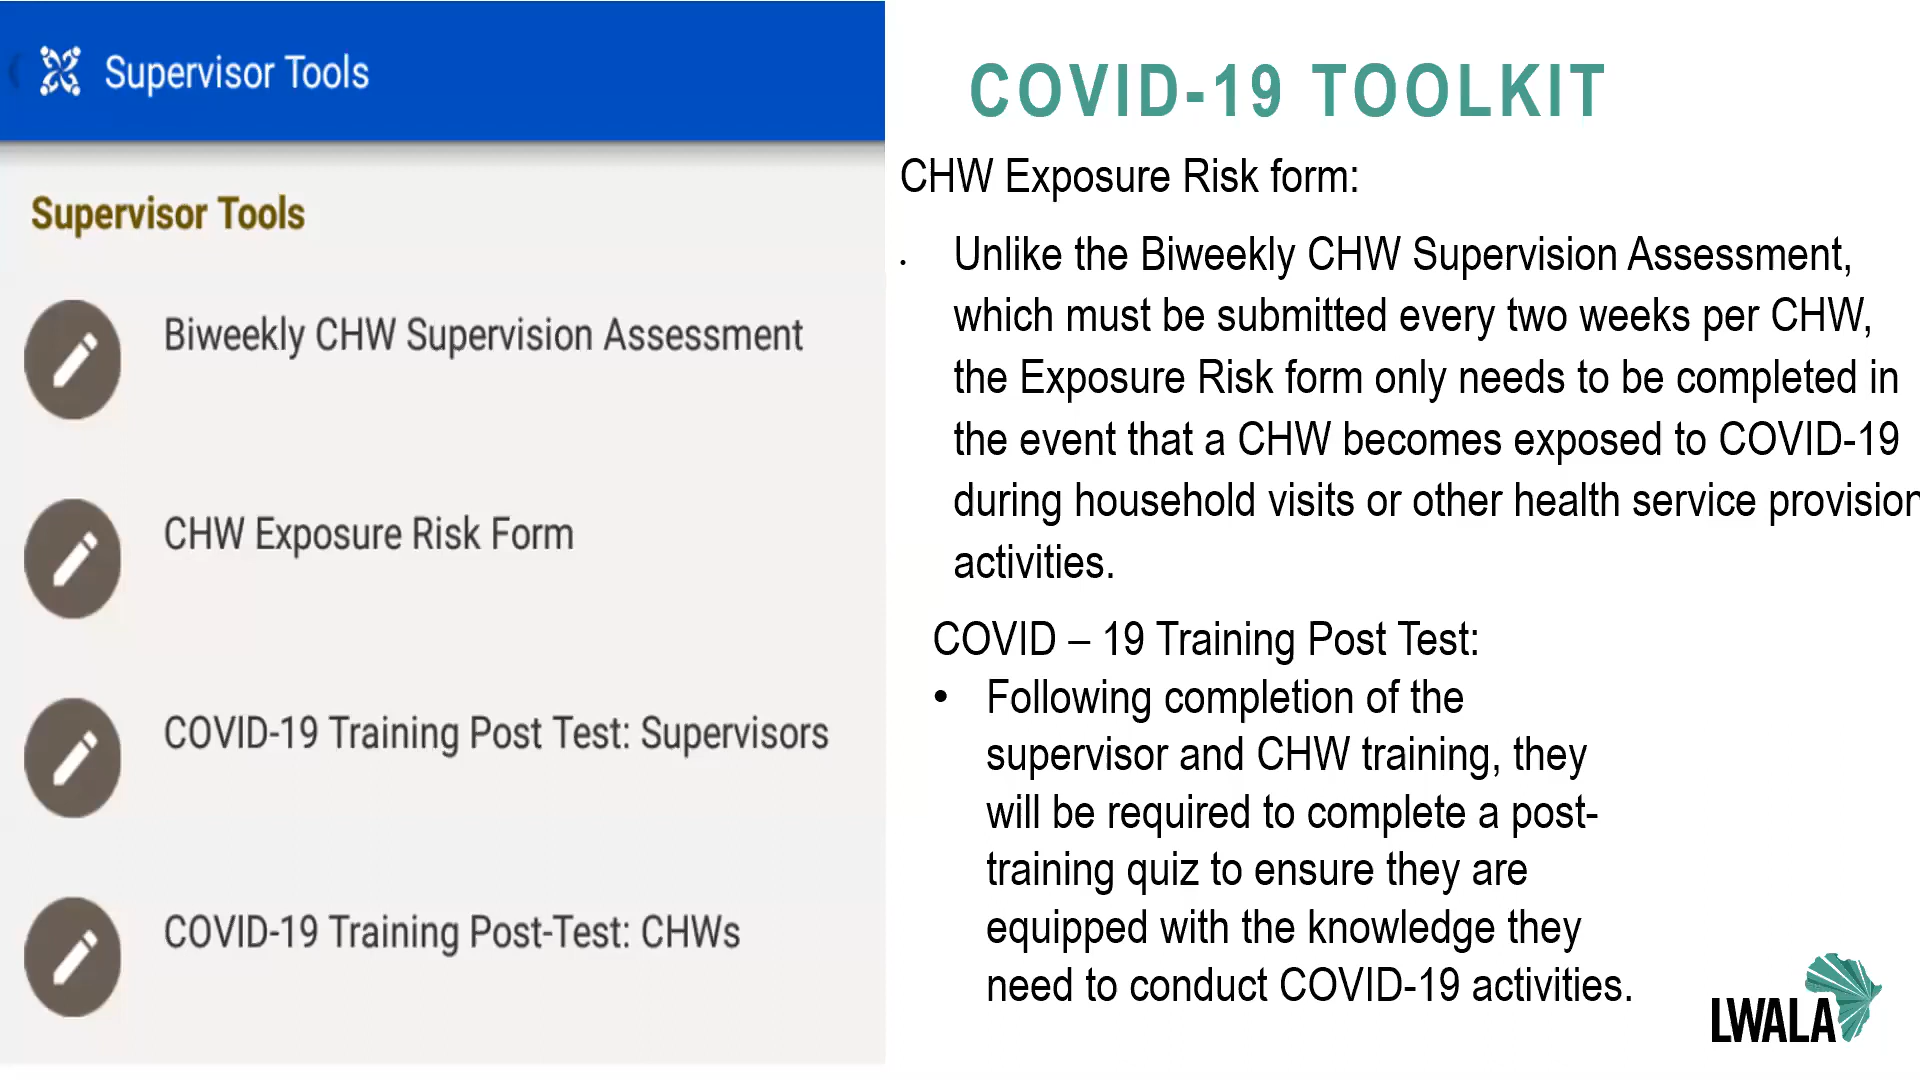 Supervisor Tools
Supervisor Tools
Biweekly CHW Supervision Assessment
CHW Exposure Risk Form
COVID-19 Training Post Test: Supervisors
COVID-19 Training Post-Test: CHWs
COVID-19 TOOLKIT
CHW Exposure Risk form:
• Unlike the Biweekly CHW Supervision Assessment,
which must be submitted every two weeks per CHW,
the Exposure Risk form only needs to be completed in
the event that a CHW becomes exposed to COVID-19
during household visits or other health service provision
activities.
COVID – 19 Training Post Test:
• Following completion of the
supervisor and CHW training, they
will be required to complete a post-
training quiz to ensure they are
equipped with the knowledge they
need to conduct COVID-19 activities.
LWALA